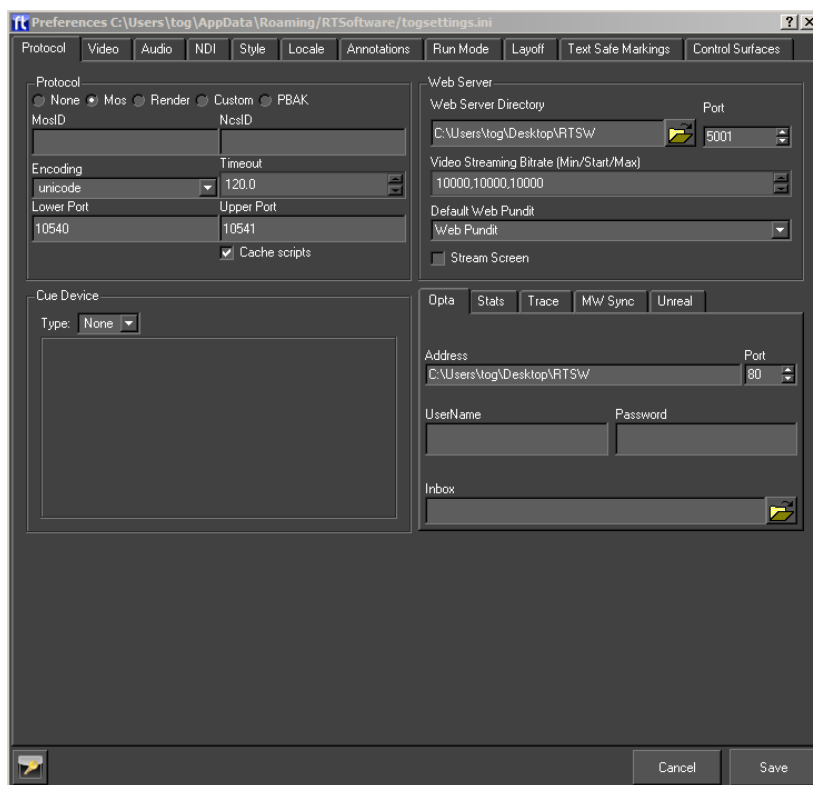 ft Preferences C:\Users\tog\AppData\Roaming/RTSoftware/togsettings.ini
Protocol Video Audio NDI Style Locale Annotations Run Mode Layoff Text Safe Markings Control Surfaces
Protocol
None Mos Render Custom PBAK
MosID NcsID
Encoding Timeout
unicode 120.0
Lower Port Upper Port
10540 10541
Cache scripts
Web Server
Web Server Directory Port
C:\Users\tog\Desktop\RTSW 5001
Video Streaming Bitrate (Min/Start/Max)
10000,10000,10000
Default Web Pundit
Web Pundit
Stream Screen
Cue Device
Type: None
Opta Stats Trace MW Sync Unreal
Address Port
C:\Users\tog\Desktop\RTSW 80
UserName Password
Inbox
Cancel Save